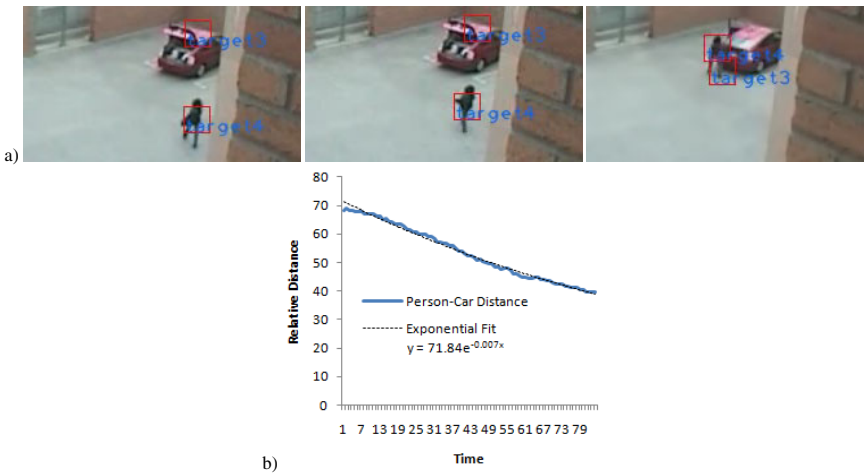 target3
target4
target3
target4
target4
target3
a)
80
70
60
50
40
30
20
10
0
Relative Distance
Person-Car Distance
Exponential Fit
y = 71.84e^-0.007x
1 7 13 19 25 31 37 43 49 55 61 67 73 79
Time
b)